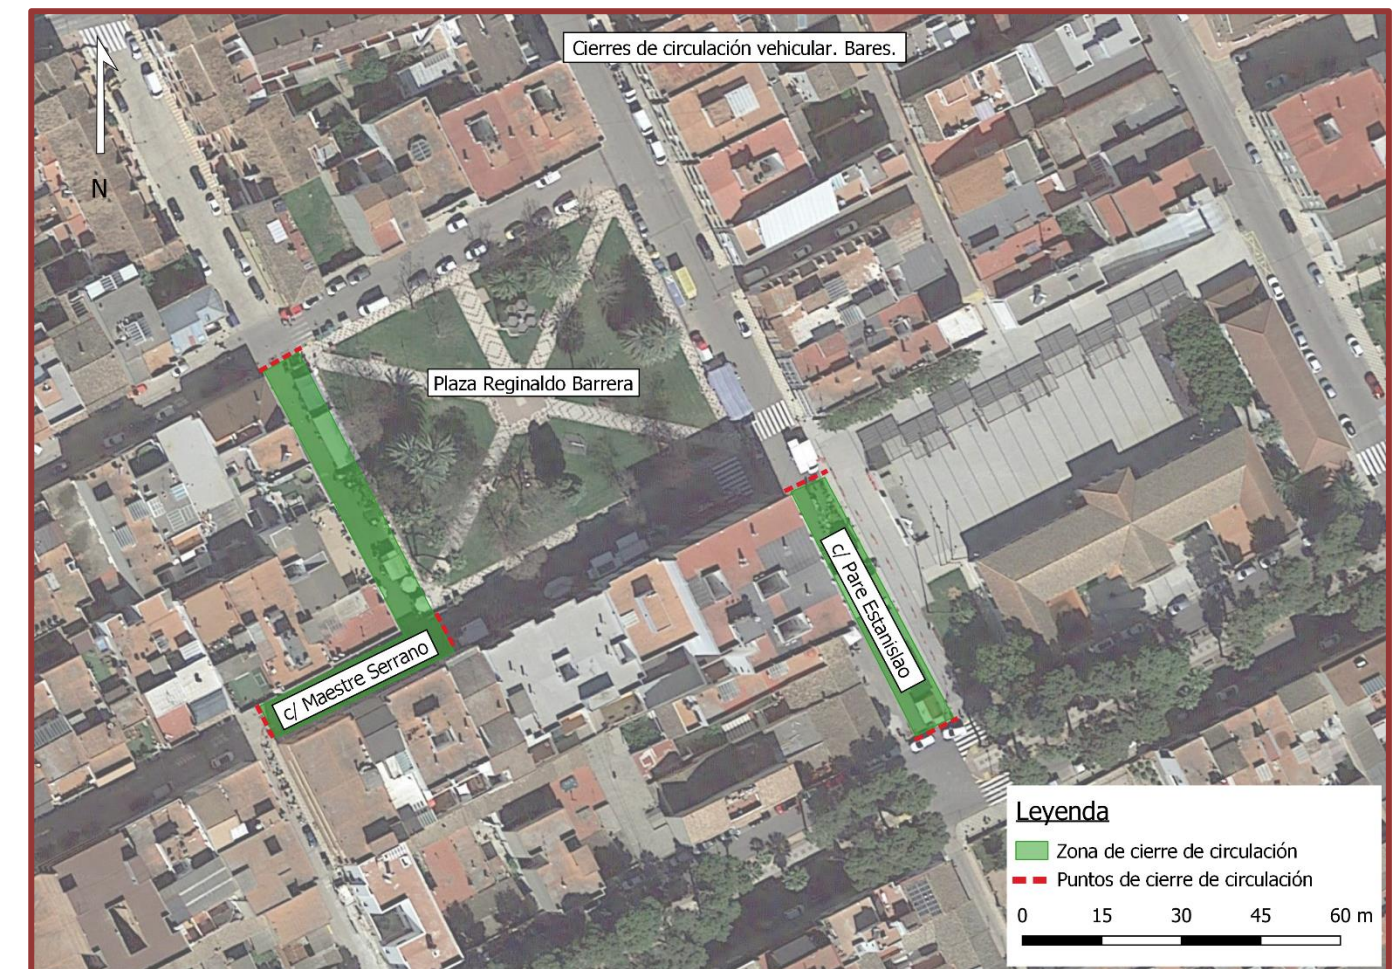 Cierres de circulación vehicular. Bares.
N
Plaza Reginaldo Barrera
c/ Pare Estanislao
c/ Maestre Serrano
Leyenda
Zona de cierre de circulación
Puntos de cierre de circulación
0 15 30 45 60 m